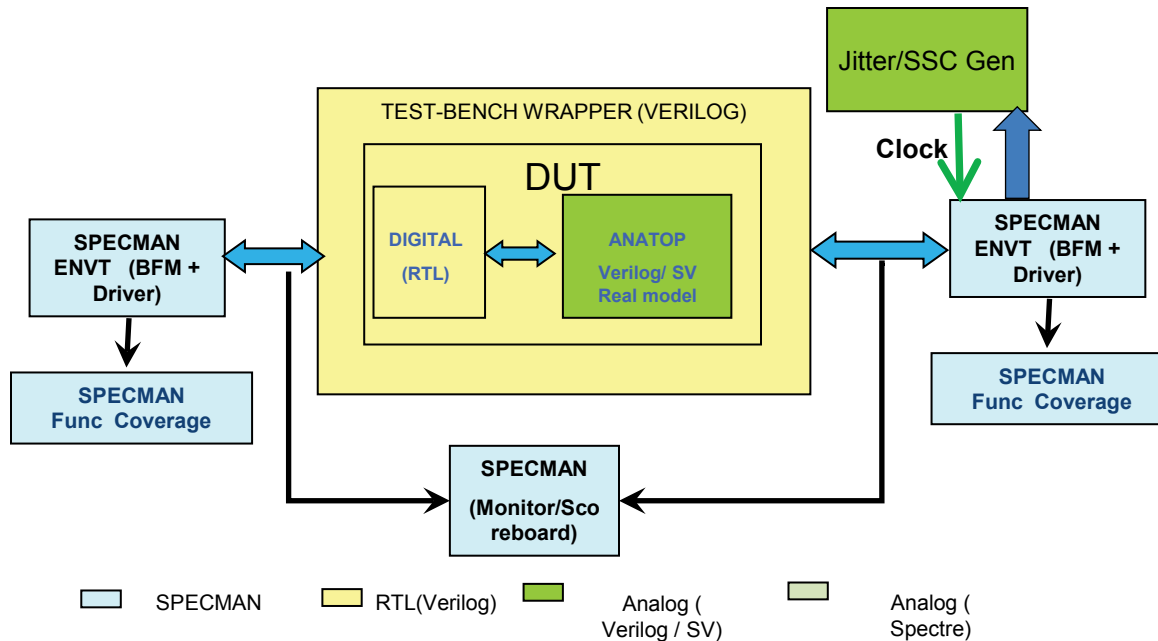 Jitter/SSC Gen
TEST-BENCH WRAPPER (VERILOG)
Clock
DUT
SPECMAN
ENVT (BFM +
Driver)
DIGITAL
(RTL)
ANATOP
Verilog/ SV
Real model
SPECMAN
ENVT (BFM +
Driver)
SPECMAN
Func Coverage
SPECMAN
Func Coverage
SPECMAN
(Monitor/Sco
reboard)
SPECMAN
RTL(Verilog)
Analog (
Verilog / SV)
Analog (
Spectre)